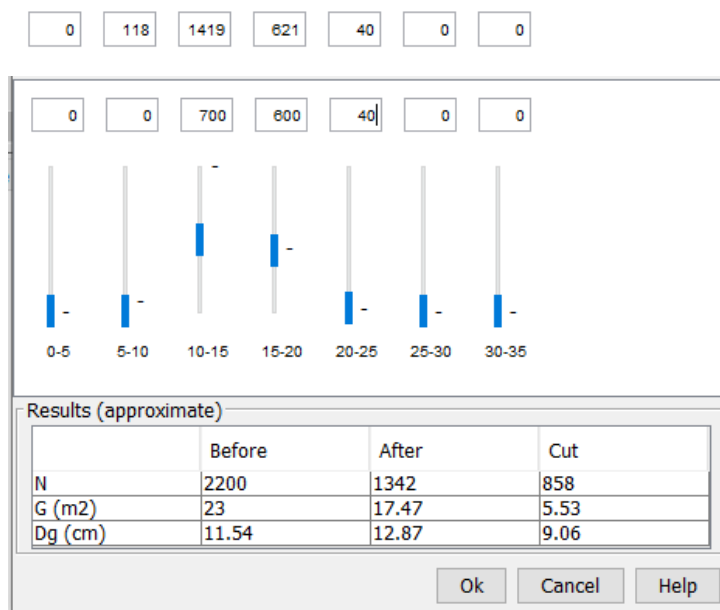 0 118 1419 621 40 0 0
0 0 700 600 40 0 0
0-5 5-10 10-15 15-20 20-25 25-30 30-35
Results (approximate)
Before After Cut
N 2200 1342 858
G (m2) 23 17.47 5.53
Dg (cm) 11.54 12.87 9.06
Ok Cancel Help